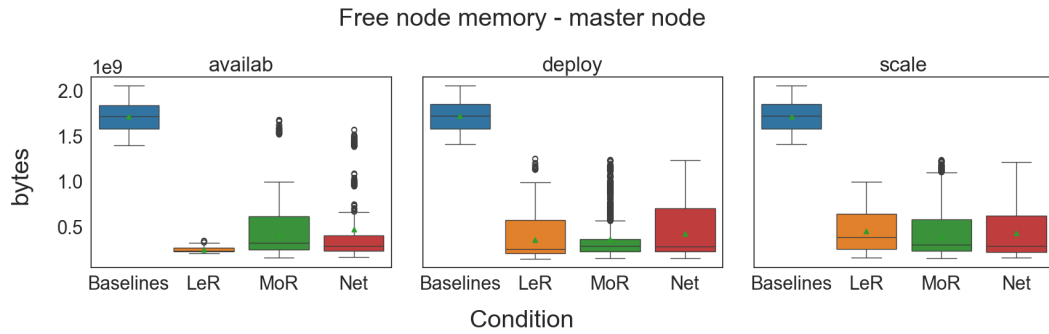 Free node memory - master node
1e9
availab
deploy
scale
2.0
1.5
1.0
0.5
bytes
Baselines LeR MoR Net
Baselines LeR MoR Net
Baselines LeR MoR Net
Condition